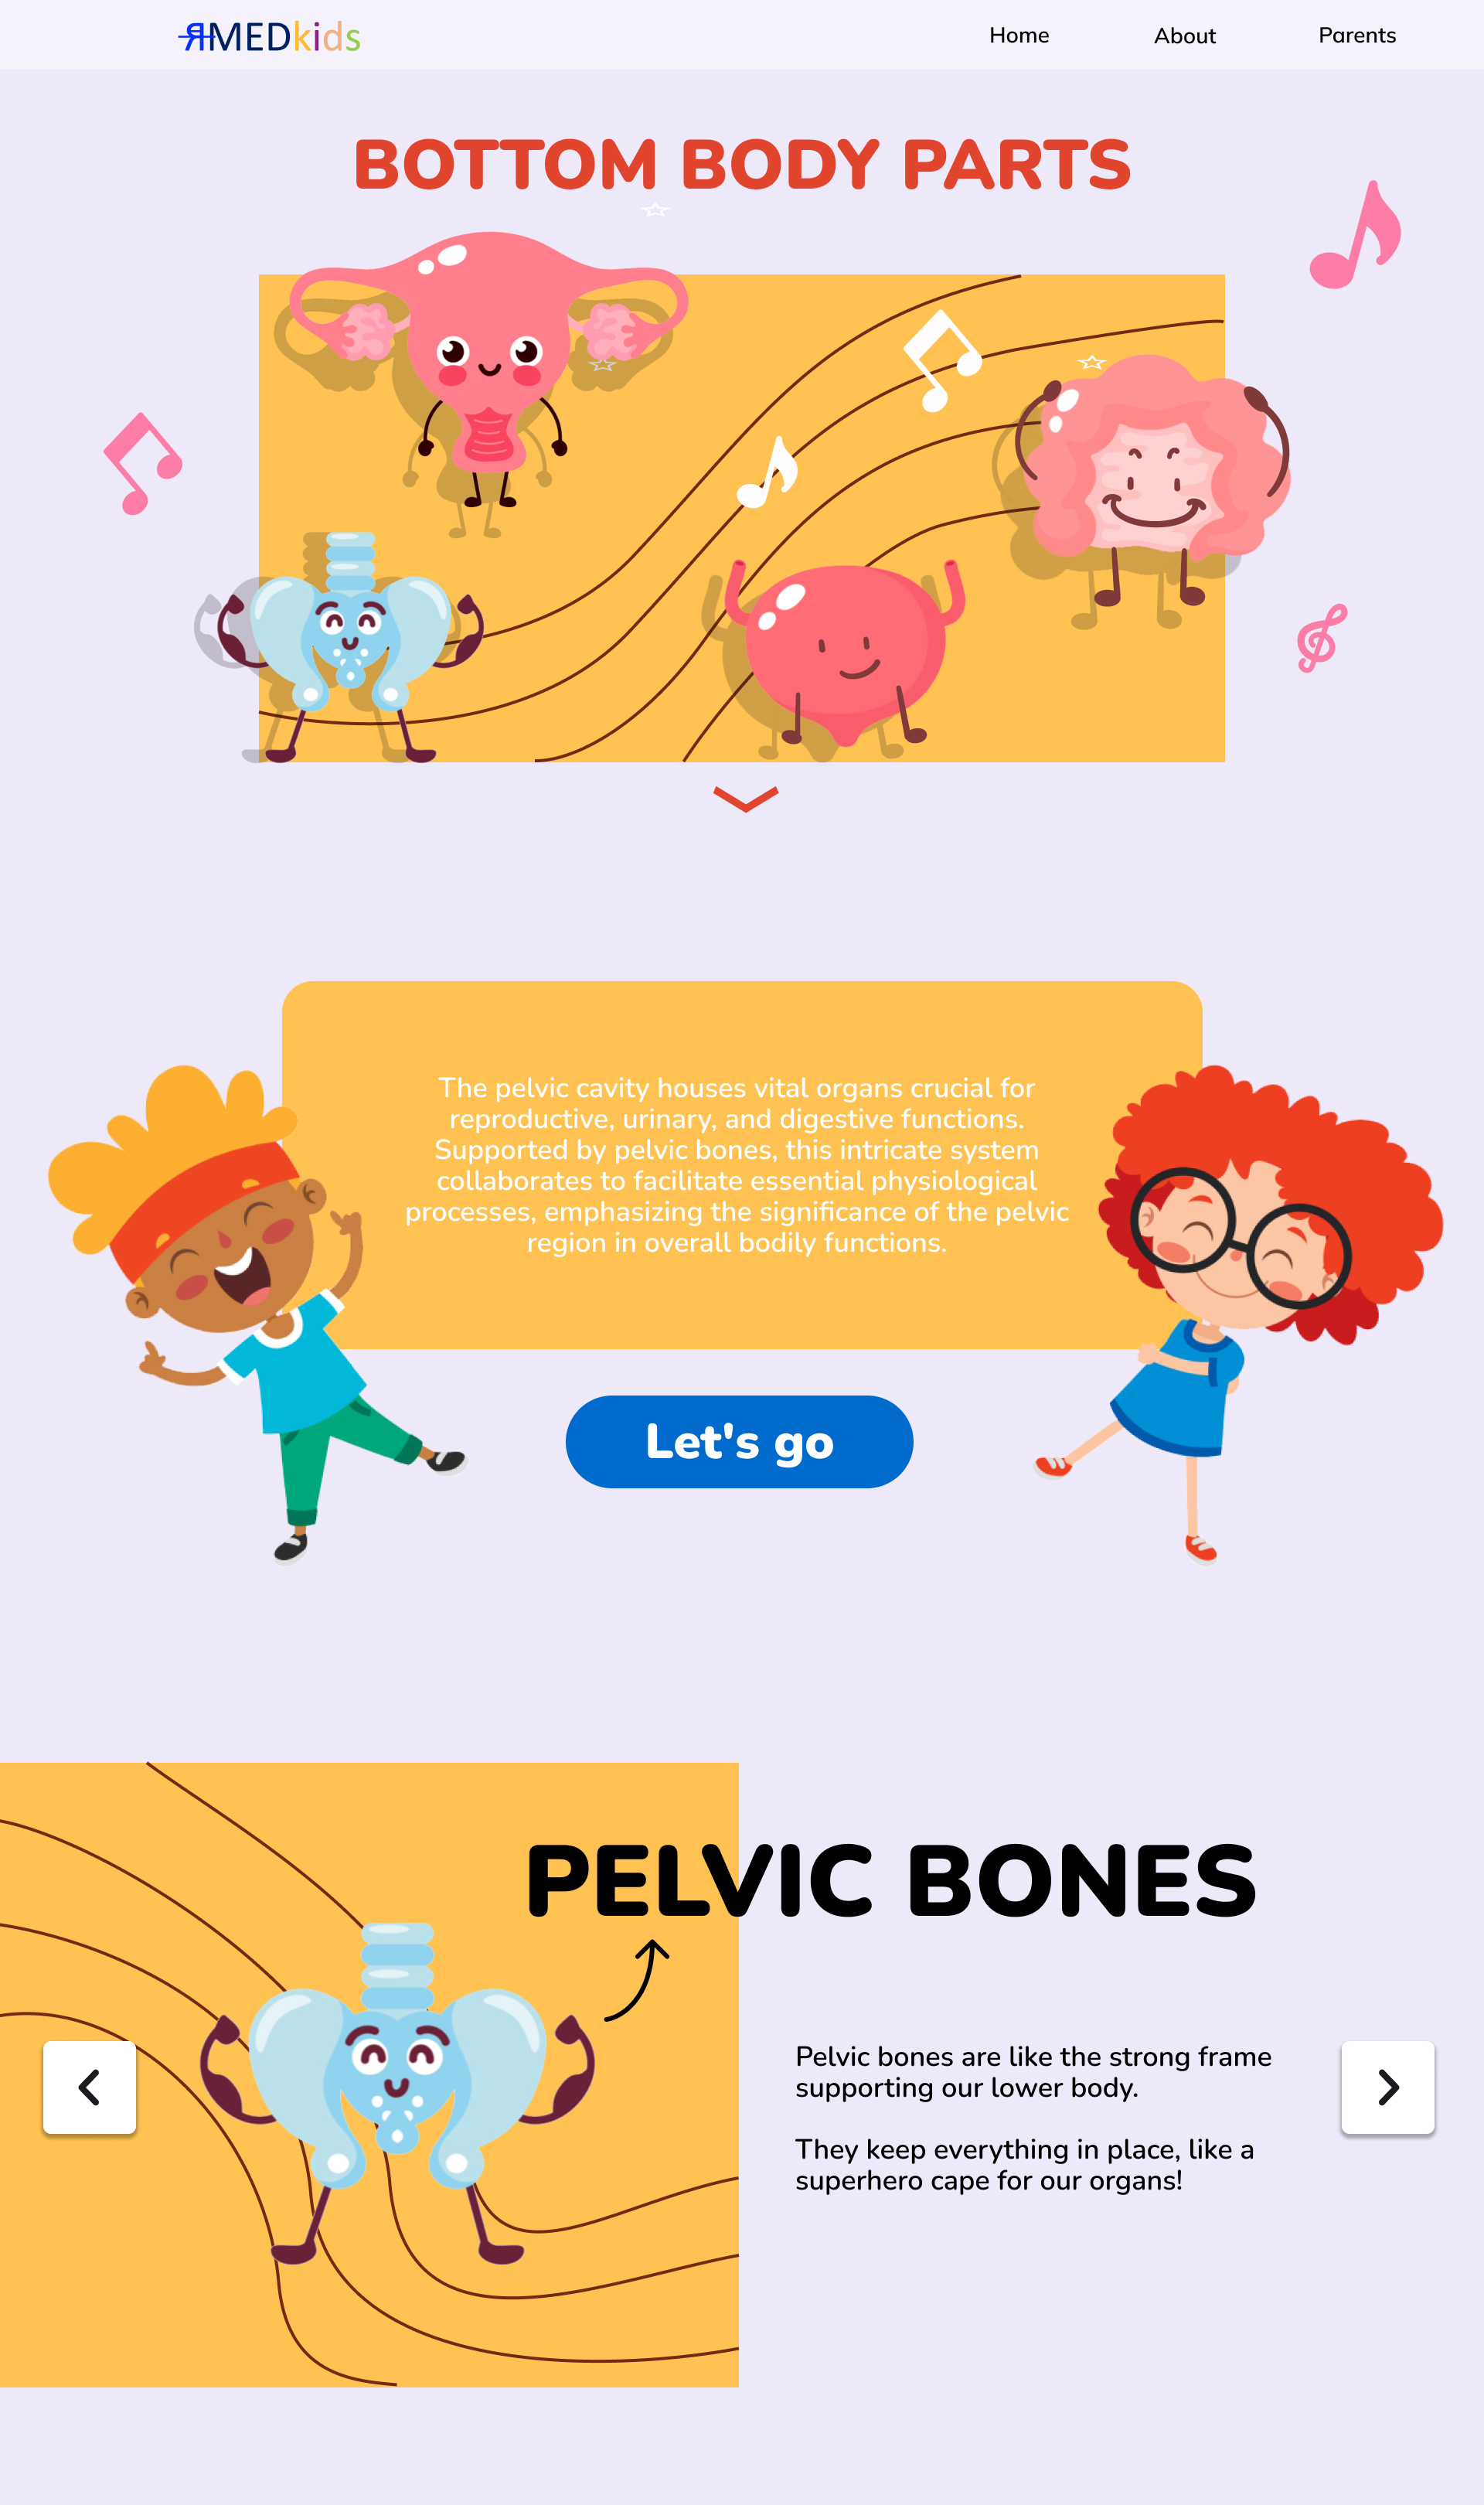 ЯMEDkids
Home
About
Parents
BOTTOM BODY PARTS
The pelvic cavity houses vital organs crucial for
reproductive, urinary, and digestive functions.
Supported by pelvic bones, this intricate system
collaborates to facilitate essential physiological
processes, emphasizing the significance of the pelvic
region in overall bodily functions.
Let's go
PELVIC BONES
Pelvic bones are like the strong frame
supporting our lower body.
They keep everything in place, like a
superhero cape for our organs!